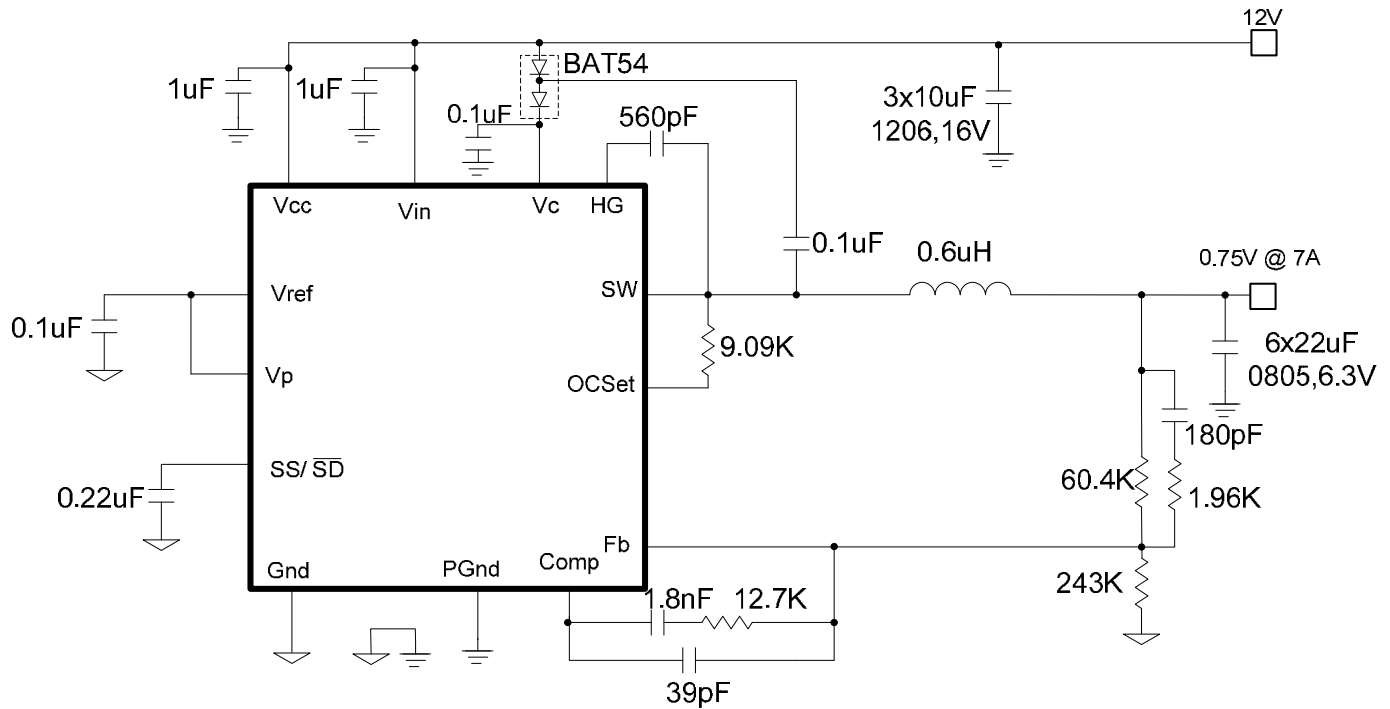 12V
BAT54
1uF
1uF
0.1uF
560pF
3x10uF
1206,16V
Vcc
Vin
Vc
HG
0.1uF
0.6uH
0.75V @ 7A
Vref
SW
0.1uF
9.09K
6x22uF
0805,6.3V
Vp
OCSet
180pF
SS/ SD
0.22uF
60.4K
1.96K
Fb
Comp
Gnd
PGnd
243K
1.8nF
12.7K
39pF